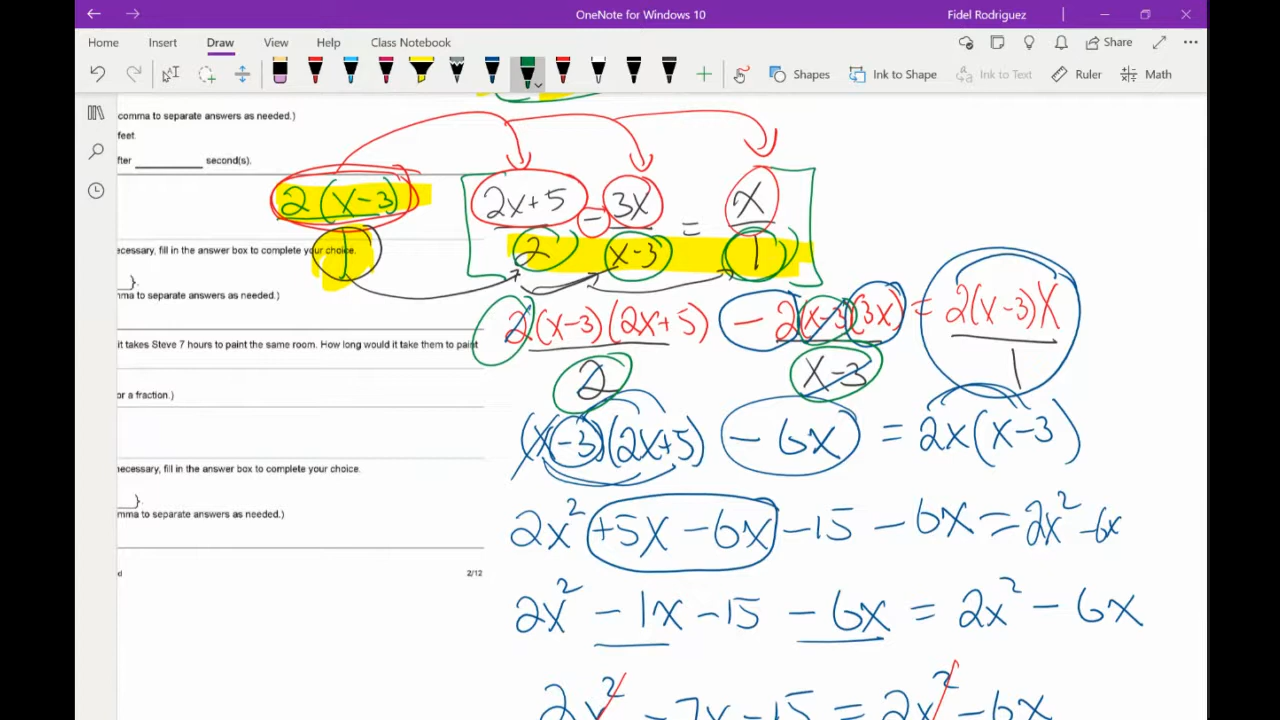 OneNote for Windows 10
Fidel Rodriguez
Home Insert Draw View Help Class Notebook
Share
Shapes Ink to Shape Ink to Text Ruler Math
comma to separate answers as needed.)
feet.
fter ________ second(s).
ecessary, fill in the answer box to complete your choice.
___}.
mma to separate answers as needed.)
it takes Steve 7 hours to paint the same room. How long would it take them to paint
or a fraction.)
ecessary, fill in the answer box to complete your choice.
___}.
mma to separate answers as needed.)
d 2/12
2(x-3) 2x+5 - 3x = x
1 2 x-3 1
2(x-3)(2x+5) - 2(x-3)(3x) = 2(x-3)x
2 x-3 1
(x-3)(2x+5) - 6x = 2x(x-3)
2x² +5x -6x -15 - 6x = 2x² -6x
2x² - 1x -15 - 6x = 2x² - 6x
2x² - 7x -15 = 2x² - 6x